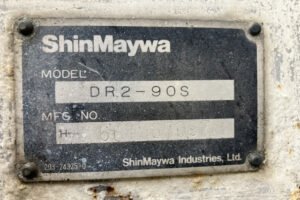 ShinMaywa
MODEL
DR2-90S
MFG. NO.
ShinMaywa Industries, Ltd.